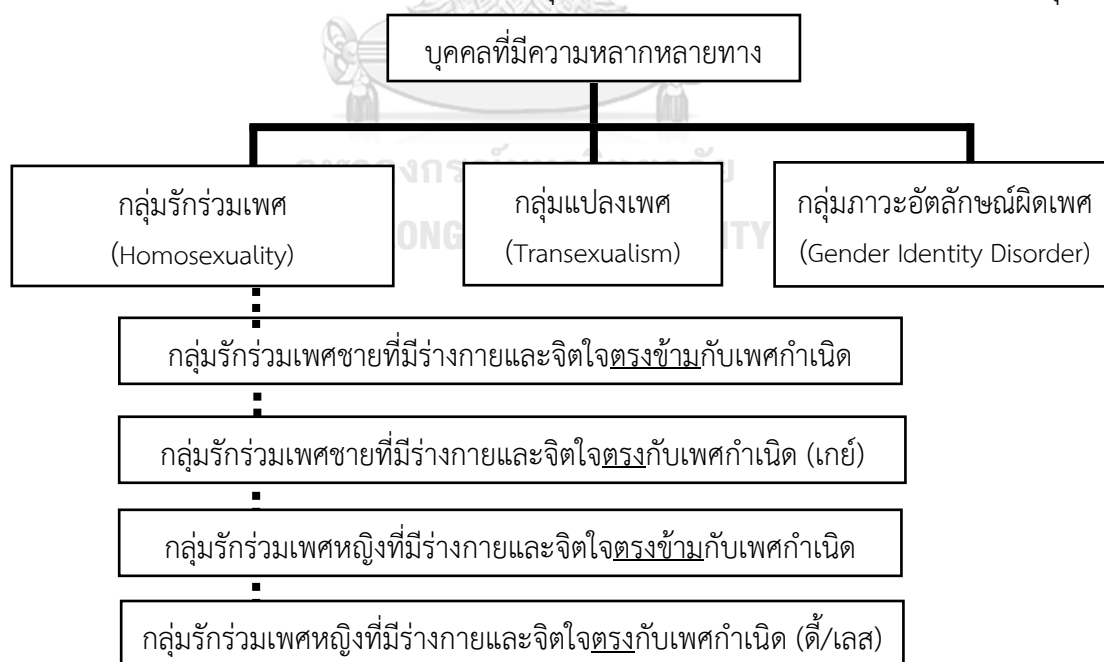 บุคคลที่มีความหลากหลายทาง
กลุ่มรักร่วมเพศ
(Homosexuality)
กลุ่มแปลงเพศ
(Transexualism)
กลุ่มภาวะอัตลักษณ์ผิดเพศ
(Gender Identity Disorder)
กลุ่มรักร่วมเพศชายที่มีร่างกายและจิตใจตรงข้ามกับเพศกำเนิด
กลุ่มรักร่วมเพศชายที่มีร่างกายและจิตใจตรงกับเพศกำเนิด (เกย์)
กลุ่มรักร่วมเพศหญิงที่มีร่างกายและจิตใจตรงข้ามกับเพศกำเนิด
กลุ่มรักร่วมเพศหญิงที่มีร่างกายและจิตใจตรงกับเพศกำเนิด (ดี้/เลส)